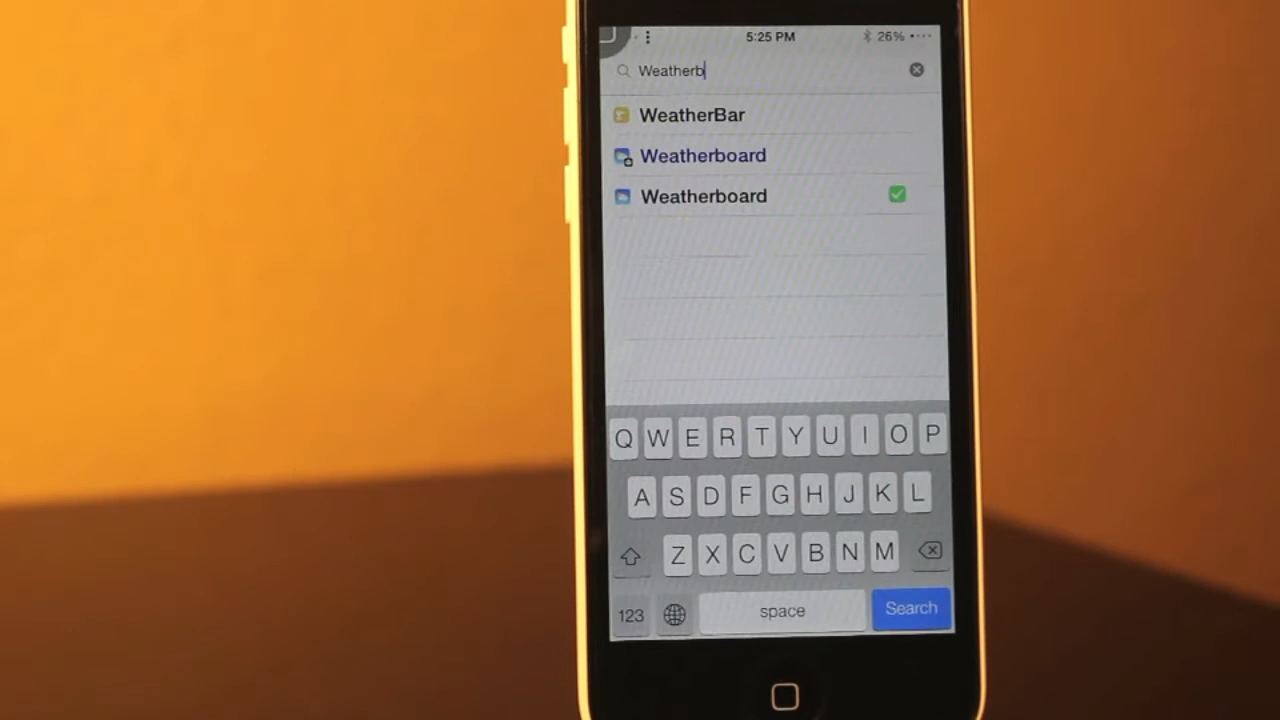 5:25 PM 26%
Weatherb
WeatherBar
Weatherboard
Weatherboard
Q W E R T Y U I O P
A S D F G H J K L
Z X C V B N M
123 space Search